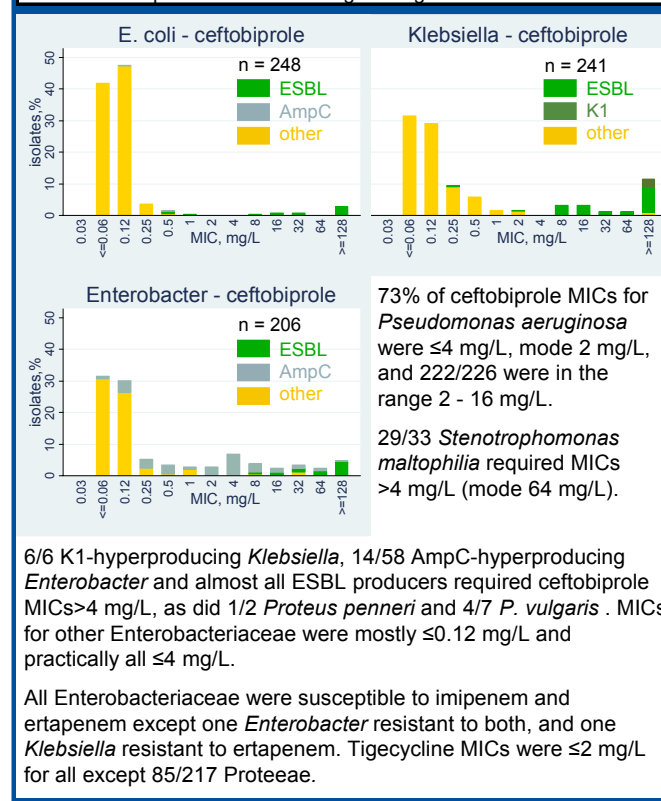 E. coli - ceftobiprole
n = 248
ESBL
AmpC
other
isolates,%
50
40
30
20
10
0
0.03
<=0.06
0.12
0.25
0.5
1
2
4
8
16
32
64
>=128
MIC, mg/L
Klebsiella - ceftobiprole
n = 241
ESBL
K1
other
0.03
<=0.06
0.12
0.25
0.5
1
2
4
8
16
32
64
>=128
MIC, mg/L
Enterobacter - ceftobiprole
n = 206
ESBL
AmpC
other
isolates,%
50
40
30
20
10
0
0.03
<=0.06
0.12
0.25
0.5
1
2
4
8
16
32
64
>=128
MIC, mg/L
73% of ceftobiprole MICs for
Pseudomonas aeruginosa
were ≤4 mg/L, mode 2 mg/L,
and 222/226 were in the
range 2 - 16 mg/L.
29/33 Stenotrophomonas
maltophilia required MICs
>4 mg/L (mode 64 mg/L).
6/6 K1-hyperproducing Klebsiella, 14/58 AmpC-hyperproducing
Enterobacter and almost all ESBL producers required ceftobiprole
MICs>4 mg/L, as did 1/2 Proteus penneri and 4/7 P. vulgaris . MICs
for other Enterobacteriaceae were mostly ≤0.12 mg/L and
practically all ≤4 mg/L.
All Enterobacteriaceae were susceptible to imipenem and
ertapenem except one Enterobacter resistant to both, and one
Klebsiella resistant to ertapenem. Tigecycline MICs were ≤2 mg/L
for all except 85/217 Proteeae.